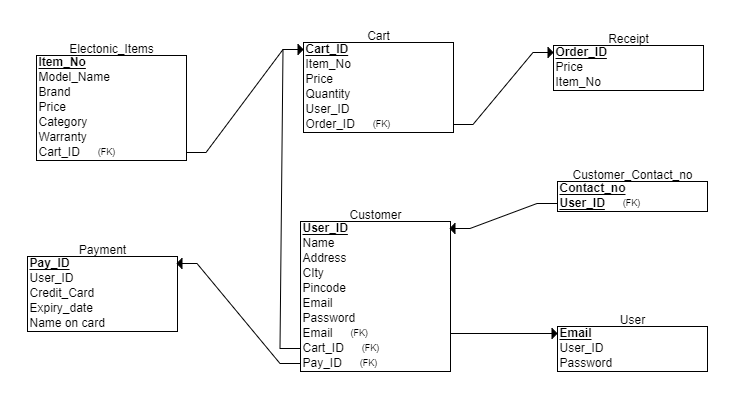 Electonic_Items
Item_No
Model_Name
Brand
Price
Category
Warranty
Cart_ID (FK)
Cart
Cart_ID
Item_No
Price
Quantity
User_ID
Order_ID (FK)
Receipt
Order_ID
Price
Item_No
Customer_Contact_no
Contact_no
User_ID (FK)
Payment
Pay_ID
User_ID
Credit_Card
Expiry_date
Name on card
Customer
User_ID
Name
Address
CIty
Pincode
Email
Password
Email (FK)
Cart_ID (FK)
Pay_ID (FK)
User
Email
User_ID
Password